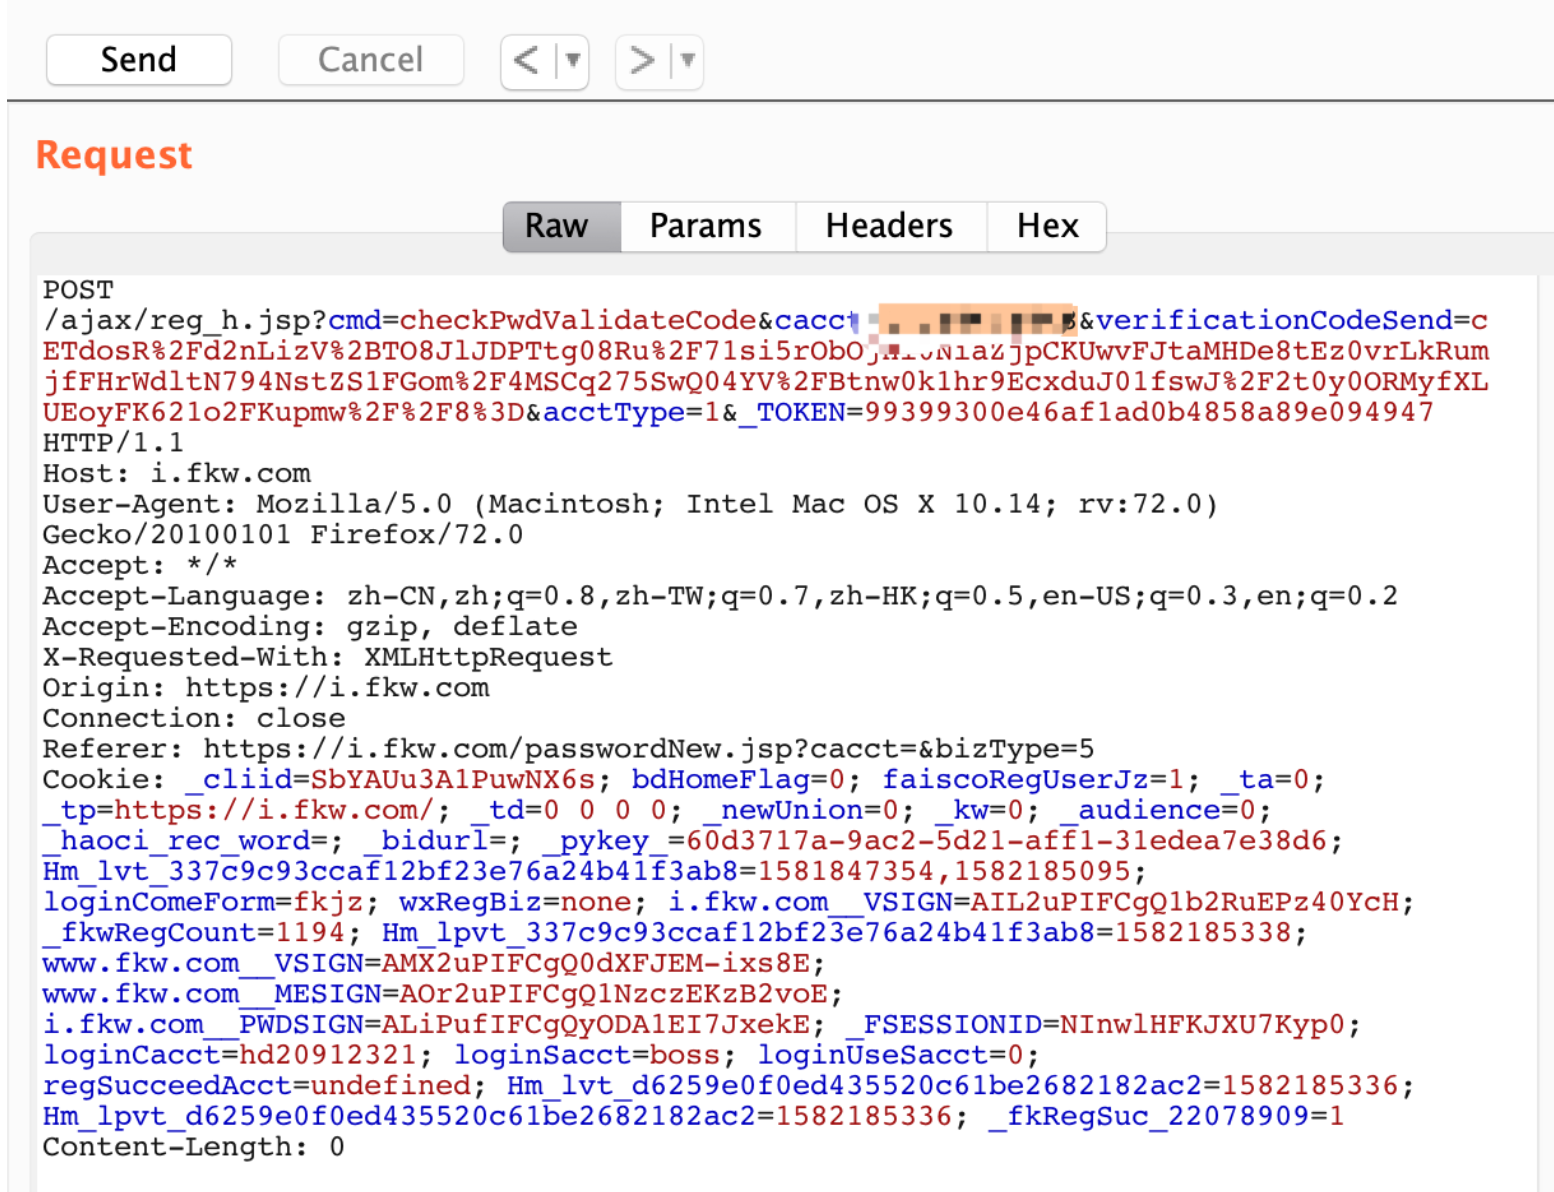 Send Cancel < >
Request
Raw Params Headers Hex
POST
/ajax/reg_h.jsp?cmd=checkPwdValidateCode&cacct &verificationCodeSend=c
ETdosR%2Fd2nLizV%2BTO8JlJDPTtg08Ru%2F71si5rObO NiaZjpCKUwvFJtaMHDe8tEz0vrLkRum
jfFHrWdltN794NstZS1FGom%2F4MSCq275SwQ04YV%2FBtnw0k1hr9EcxduJ01fswJ%2F2t0y0ORMyfXL
UEoyFK621o2FKupmw%2F%2F8%3D&acctType=1&_TOKEN=99399300e46af1ad0b4858a89e094947
HTTP/1.1
Host: i.fkw.com
User-Agent: Mozilla/5.0 (Macintosh; Intel Mac OS X 10.14; rv:72.0)
Gecko/20100101 Firefox/72.0
Accept: */*
Accept-Language: zh-CN,zh;q=0.8,zh-TW;q=0.7,zh-HK;q=0.5,en-US;q=0.3,en;q=0.2
Accept-Encoding: gzip, deflate
X-Requested-With: XMLHttpRequest
Origin: https://i.fkw.com
Connection: close
Referer: https://i.fkw.com/passwordNew.jsp?cacct=&bizType=5
Cookie: _cliid=SbYAUu3A1PuwNX6s; bdHomeFlag=0; faiscoRegUserJz=1; _ta=0;
_tp=https://i.fkw.com/; _td=0 0 0 0; _newUnion=0; _kw=0; _audience=0;
_haoci_rec_word=; _bidurl=; _pykey_=60d3717a-9ac2-5d21-aff1-31edea7e38d6;
Hm_lvt_337c9c93ccaf12bf23e76a24b41f3ab8=1581847354,1582185095;
loginComeForm=fkjz; wxRegBiz=none; i.fkw.com__VSIGN=AIL2uPIFCgQ1b2RuEPz40YcH;
_fkwRegCount=1194; Hm_lpvt_337c9c93ccaf12bf23e76a24b41f3ab8=1582185338;
www.fkw.com__VSIGN=AMX2uPIFCgQ0dXFJEM-ixs8E;
www.fkw.com__MESIGN=AOr2uPIFCgQ1NzczEKzB2voE;
i.fkw.com__PWDSIGN=ALiPufIFCgQyODA1EI7JxekE; _FSESSIONID=NInwlHFKJXU7Kyp0;
loginCacct=hd20912321; loginSacct=boss; loginUseSacct=0;
regSucceedAcct=undefined; Hm_lvt_d6259e0f0ed435520c61be2682182ac2=1582185336;
Hm_lpvt_d6259e0f0ed435520c61be2682182ac2=1582185336; _fkRegSuc_22078909=1
Content-Length: 0